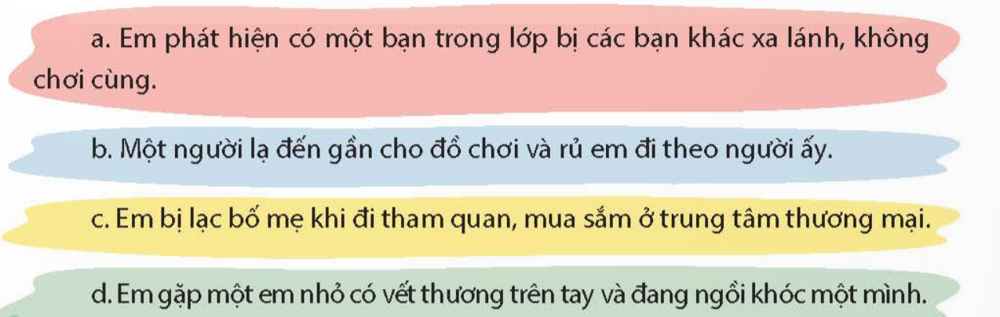 a. Em phát hiện có một bạn trong lớp bị các bạn khác xa lánh, không
chơi cùng.
b. Một người lạ đến gần cho đồ chơi và rủ em đi theo người ấy.
c. Em bị lạc bố mẹ khi đi tham quan, mua sắm ở trung tâm thương mại.
d. Em gặp một em nhỏ có vết thương trên tay và đang ngồi khóc một mình.